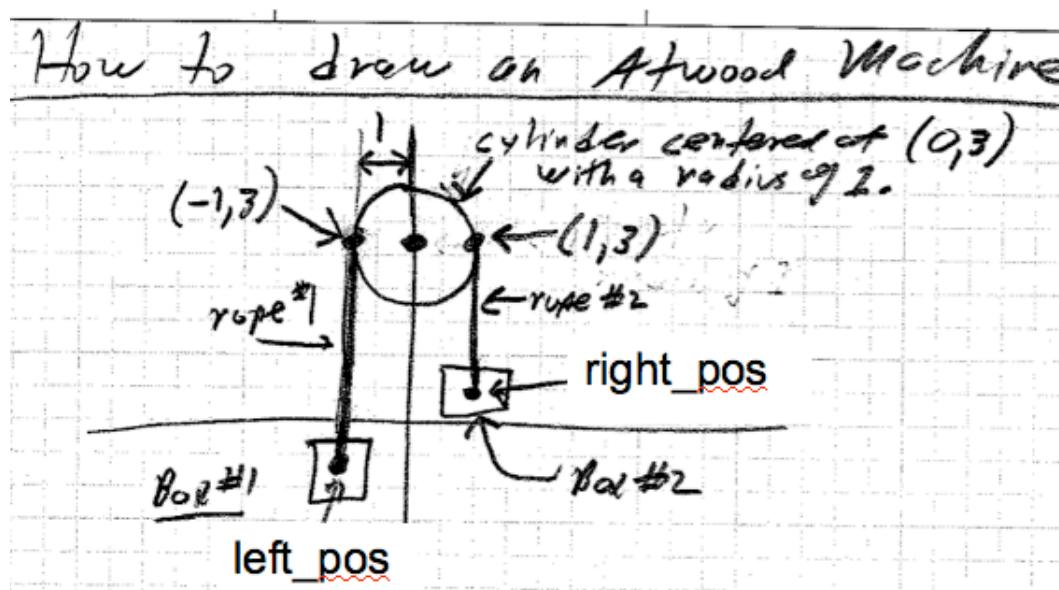 How to draw an Atwood Machine
1
cylinder centered at (0,3)
with a radius of 1.
(-1,3)
(1,3)
rope #1
rope #2
right_pos
Box #1
Box #2
left_pos